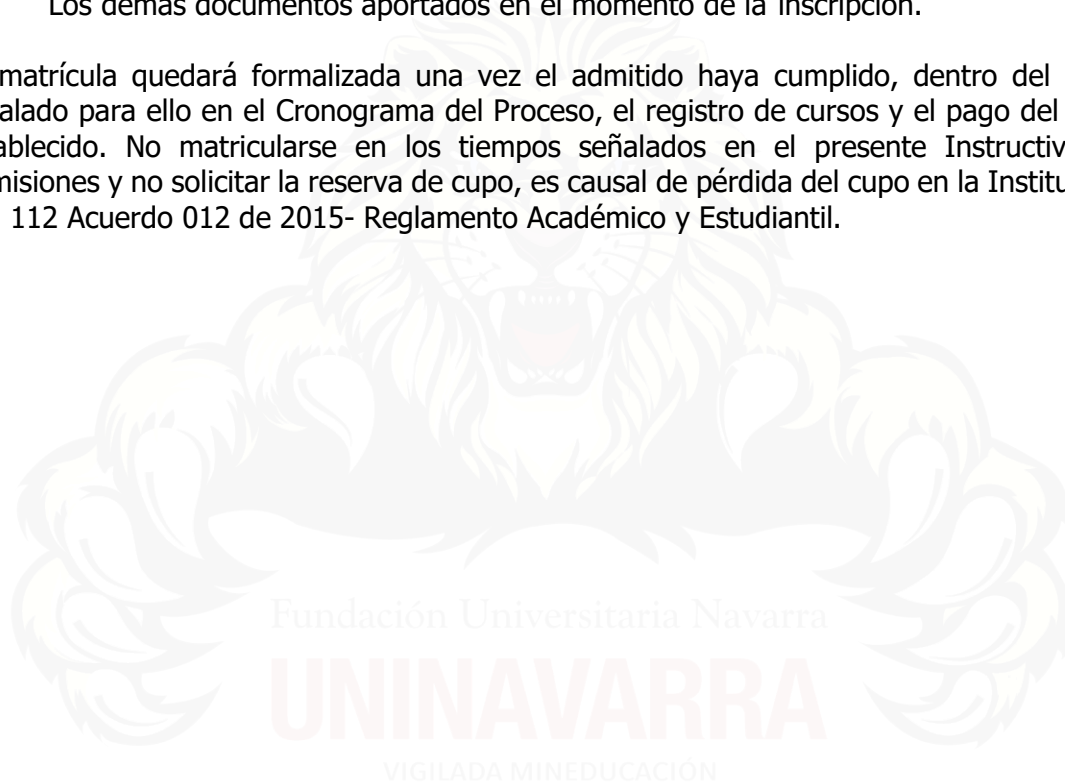 Los demás documentos aportados en el momento de la inscripción.
matrícula quedará formalizada una vez el admitido haya cumplido, dentro del
alado para ello en el Cronograma del Proceso, el registro de cursos y el pago del
ablecido. No matricularse en los tiempos señalados en el presente Instructiv
misiones y no solicitar la reserva de cupo, es causal de pérdida del cupo en la Institu
112 Acuerdo 012 de 2015- Reglamento Académico y Estudiantil.
Fundación Universitaria Navarra
UNINAVARRA
VIGILADA MINEDUCACIÓN